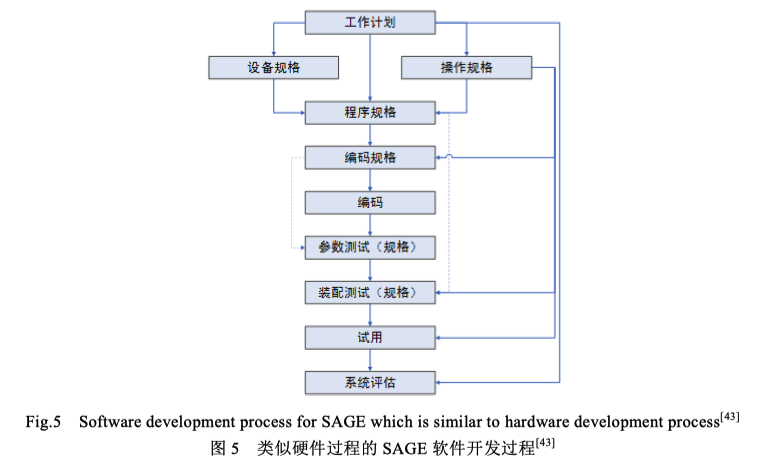 工作计划
设备规格
操作规格
程序规格
编码规格
编码
参数测试（规格）
装配测试（规格）
试用
系统评估
Fig.5 Software development process for SAGE which is similar to hardware development process[43]
图 5 类似硬件过程的 SAGE 软件开发过程[43]